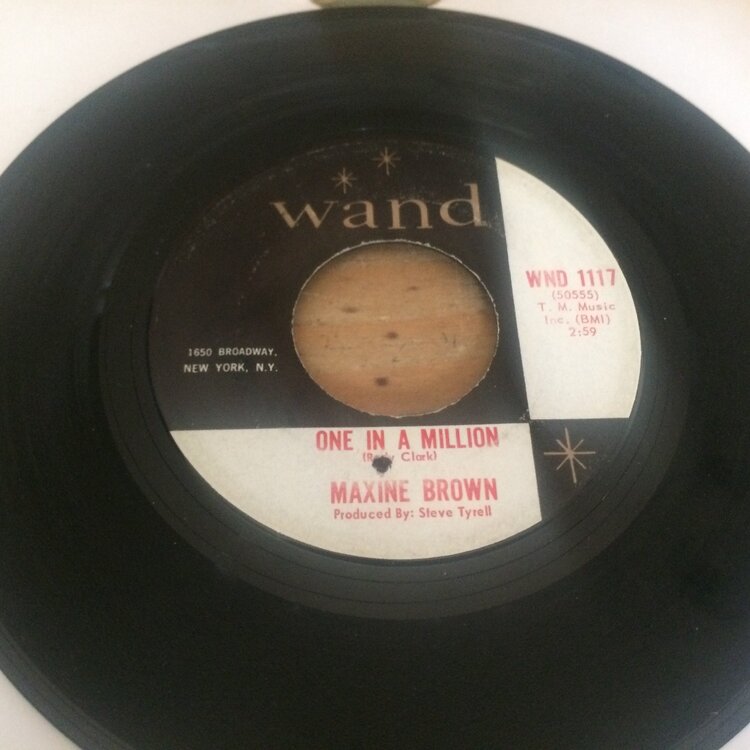 wand
WND 1117
(50555)
T. M. Music
Inc. (BMI)
2:59
1650 BROADWAY,
NEW YORK, N.Y.
ONE IN A MILLION
Clark)
MAXINE BROWN
Produced By: Steve Tyrell